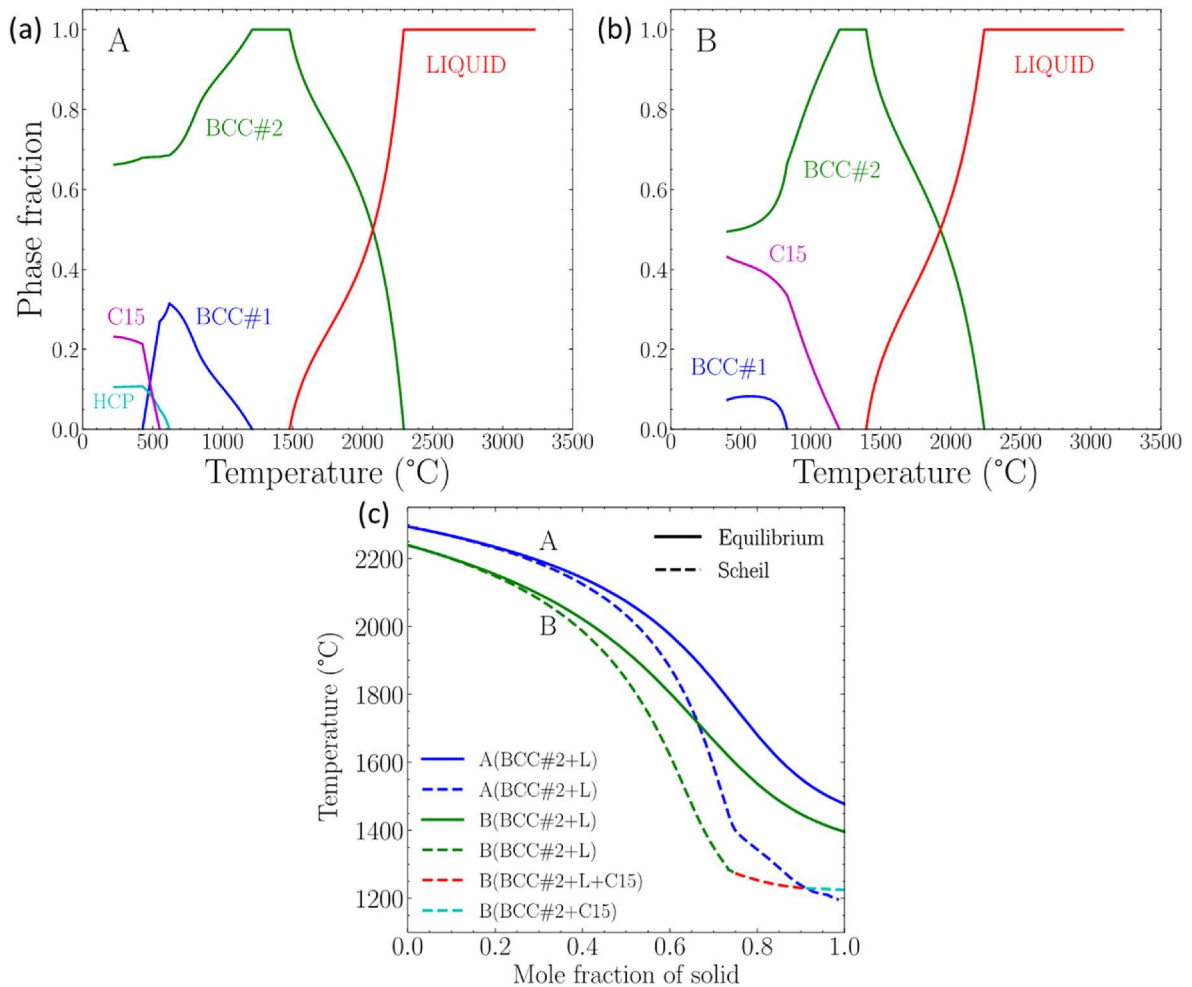 (a)
A
1.0
0.8
0.6
0.4
0.2
0.0
Phase fraction
LIQUID
BCC#2
C15
BCC#1
HCP
0 500 1000 1500 2000 2500 3000 3500
Temperature (°C)
(b)
B
1.0
0.8
0.6
0.4
0.2
0.0
LIQUID
BCC#2
C15
BCC#1
0 500 1000 1500 2000 2500 3000 3500
Temperature (°C)
(c)
A
B
Equilibrium
Scheil
2200
2000
1800
1600
1400
1200
Temperature (°C)
A(BCC#2+L)
A(BCC#2+L)
B(BCC#2+L)
B(BCC#2+L)
B(BCC#2+L+C15)
B(BCC#2+C15)
0.0 0.2 0.4 0.6 0.8 1.0
Mole fraction of solid